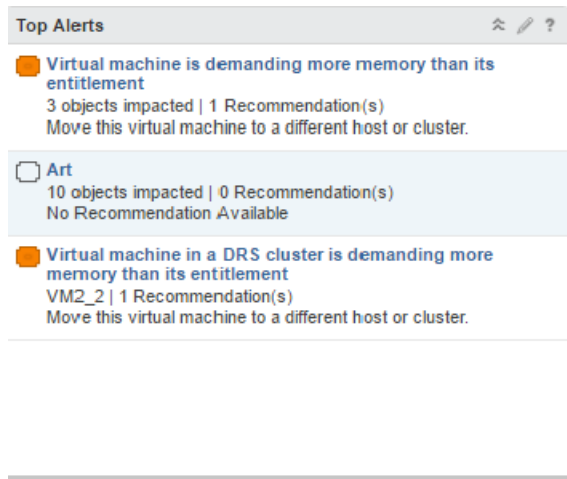 Top Alerts ?
Virtual machine is demanding more memory than its
entitlement
3 objects impacted | 1 Recommendation(s)
Move this virtual machine to a different host or cluster.
Art
10 objects impacted | 0 Recommendation(s)
No Recommendation Available
Virtual machine in a DRS cluster is demanding more
memory than its entitlement
VM2_2 | 1 Recommendation(s)
Move this virtual machine to a different host or cluster.